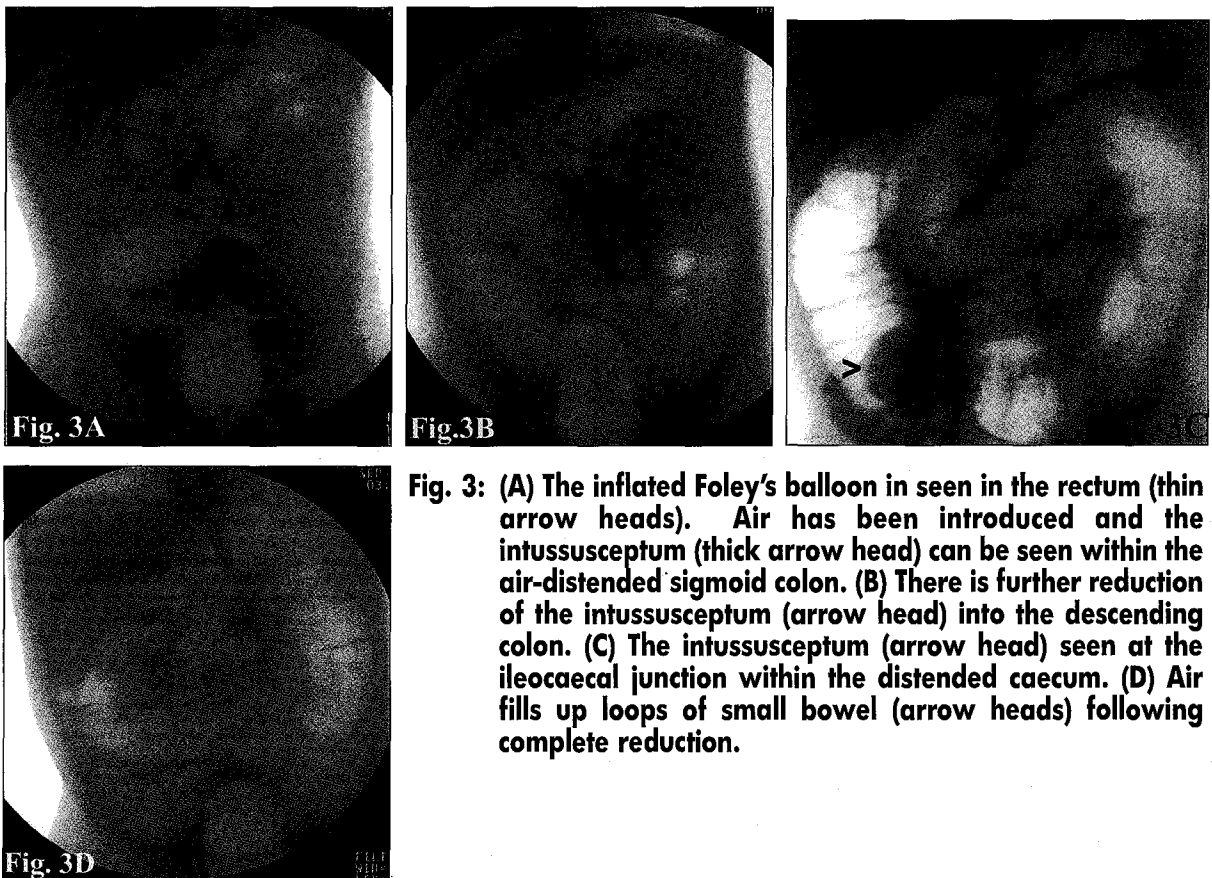 Fig. 3A
Fig.3B
3C
Fig. 3D
Fig. 3: (A) The inflated Foley's balloon in seen in the rectum (thin
arrow heads). Air has been introduced and the
intussusceptum (thick arrow head) can be seen within the
air-distended sigmoid colon. (B) There is further reduction
of the intussusceptum (arrow head) into the descending
colon. (C) The intussusceptum (arrow head) seen at the
ileocaecal junction within the distended caecum. (D) Air
fills up loops of small bowel (arrow heads) following
complete reduction.